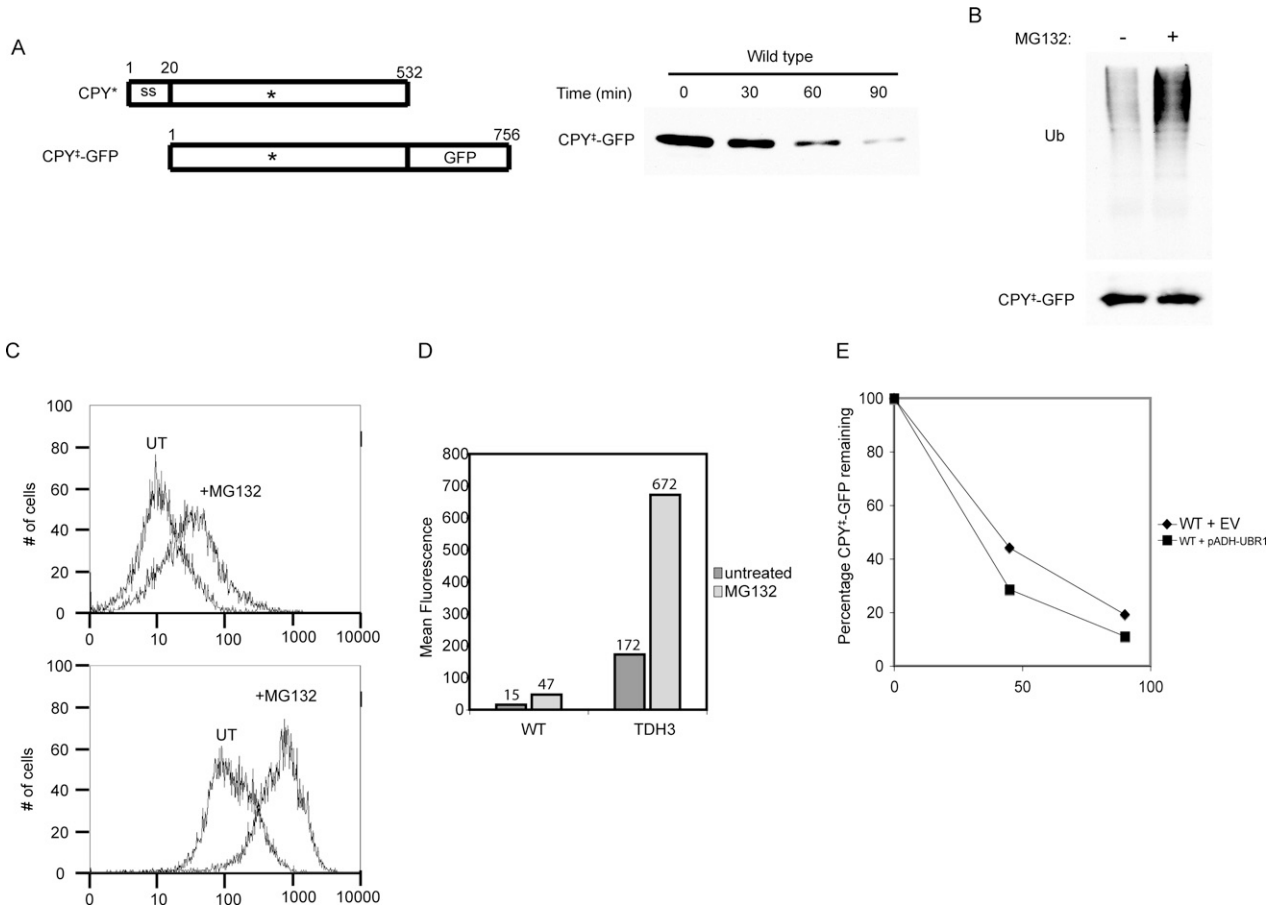 A
1 20 532
CPY* ss *
1 756
CPY‡-GFP * GFP
Wild type
Time (min) 0 30 60 90
CPY‡-GFP
B
MG132: - +
Ub
CPY‡-GFP
C
100
80
60
40
20
0
# of cells
UT
+MG132
0 10 100 1000 10000
100
80
60
40
20
0
# of cells
UT
+MG132
0 10 100 1000 10000
D
800
700
600
500
400
300
200
100
0
Mean Fluorescence
15 47 172 672
WT TDH3
untreated
MG132
E
100
80
60
40
20
0
Percentage CPY‡-GFP remaining
0 50 100
WT + EV
WT + pADH-UBR1